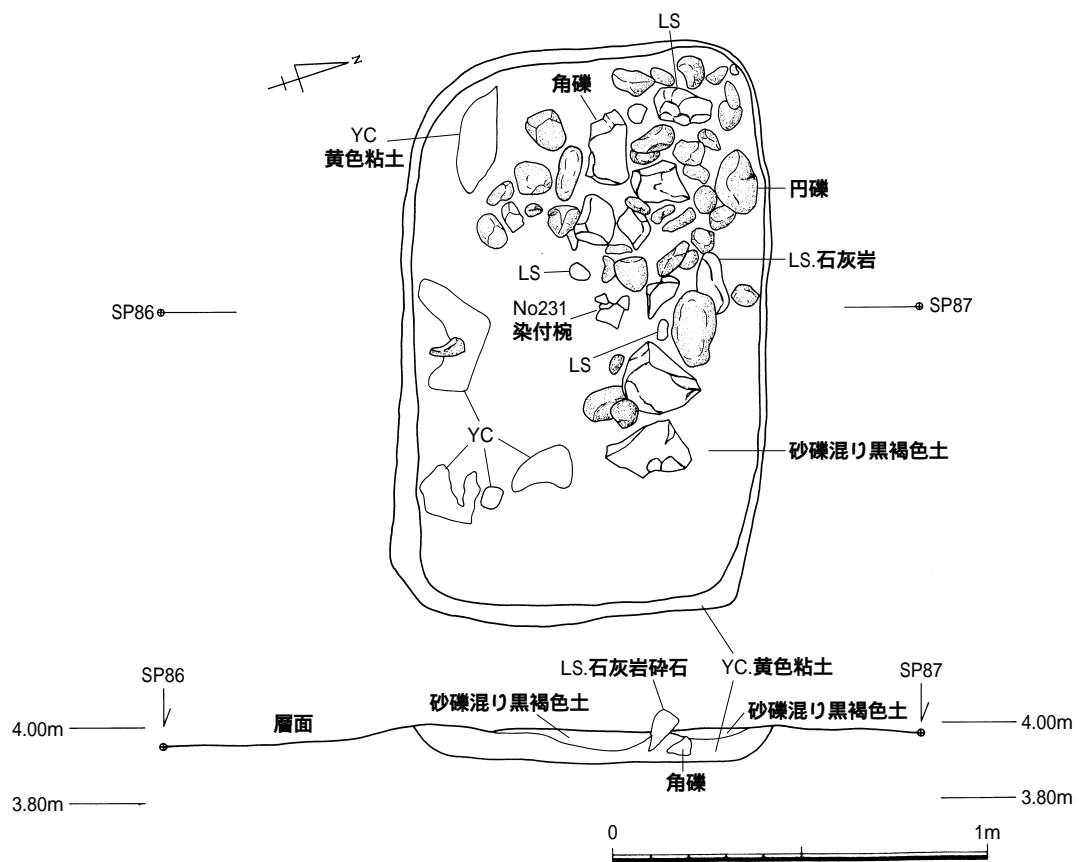 LS
N
角礫
YC
黄色粘土
円礫
LS.石灰岩
LS
No231
染付椀
SP86
SP87
LS
YC
砂礫混り黒褐色土
LS.石灰岩砕石
YC.黄色粘土
SP86
SP87
砂礫混り黒褐色土
砂礫混り黒褐色土
層面
4.00m
4.00m
角礫
3.80m
3.80m
0
1m